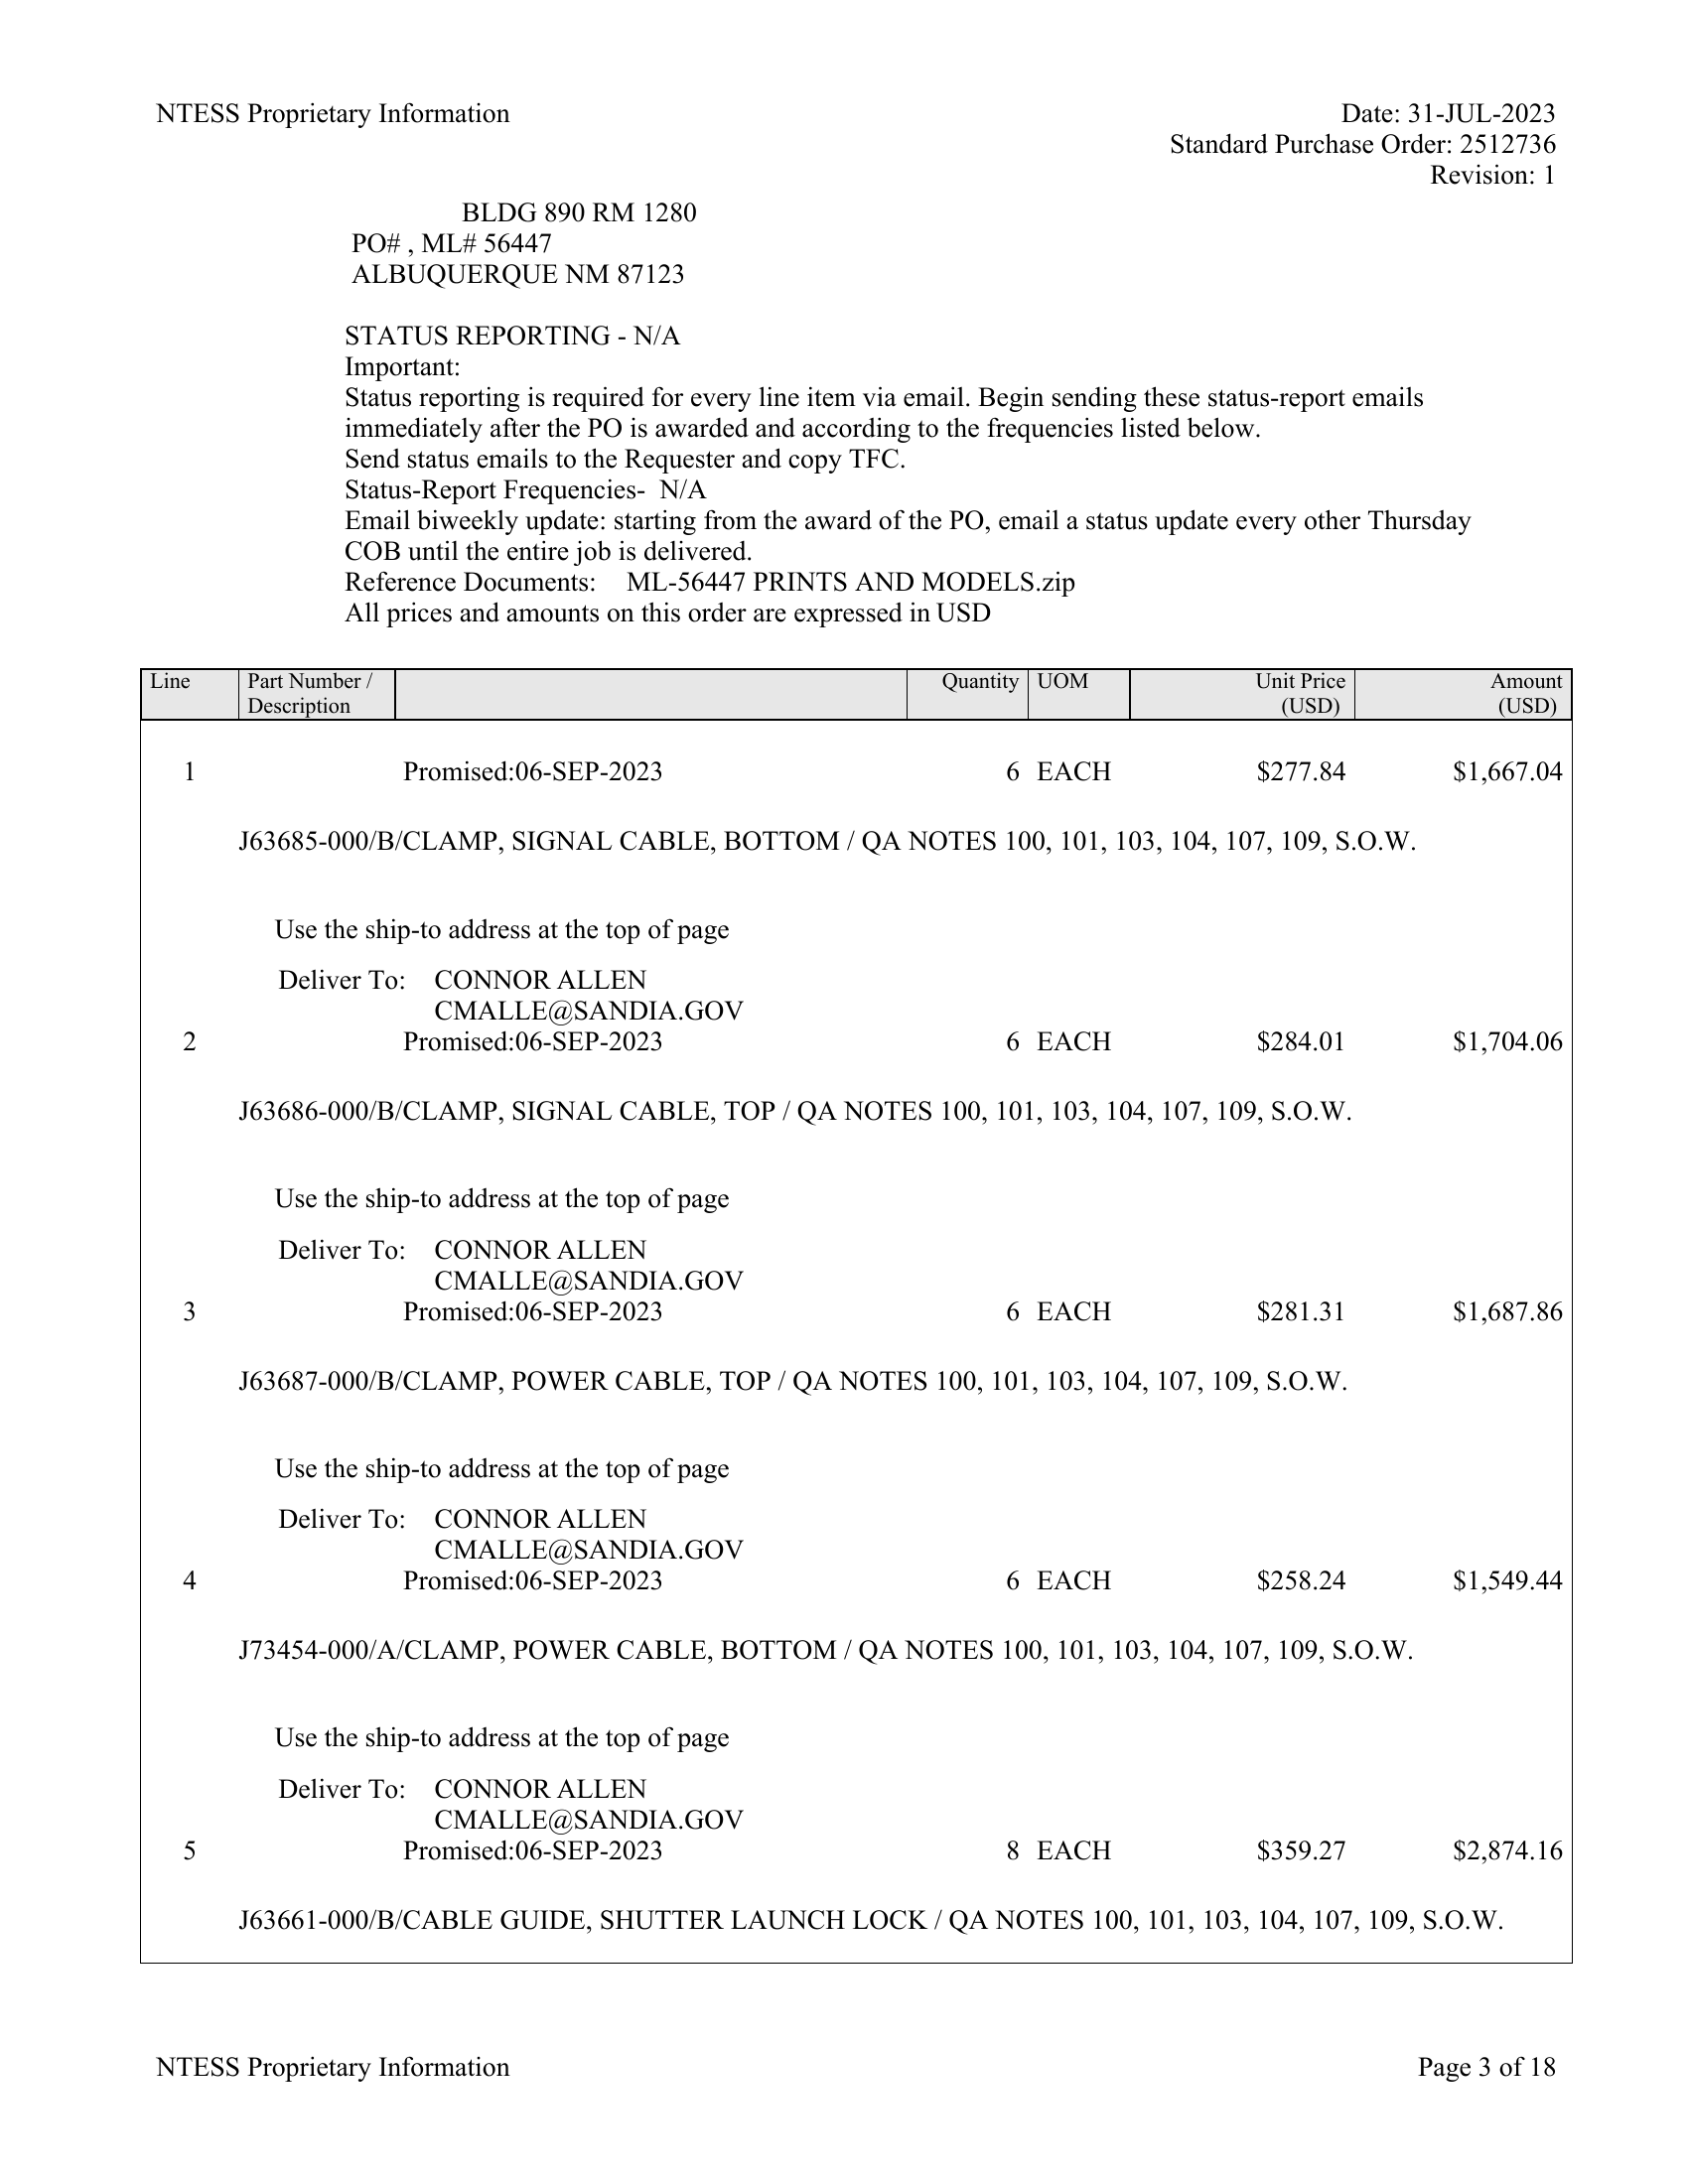 NTESS Proprietary Information
Date: 31-JUL-2023
Standard Purchase Order: 2512736
Revision: 1
BLDG 890 RM 1280
PO# , ML# 56447
ALBUQUERQUE NM 87123
STATUS REPORTING - N/A
Important:
Status reporting is required for every line item via email. Begin sending these status-report emails
immediately after the PO is awarded and according to the frequencies listed below.
Send status emails to the Requester and copy TFC.
Status-Report Frequencies-  N/A
Email biweekly update: starting from the award of the PO, email a status update every other Thursday
COB until the entire job is delivered.
Reference Documents:    ML-56447 PRINTS AND MODELS.zip
All prices and amounts on this order are expressed in USD
Line Part Number / Quantity UOM Unit Price Amount
Description (USD) (USD)
1 Promised:06-SEP-2023 6 EACH $277.84 $1,667.04
J63685-000/B/CLAMP, SIGNAL CABLE, BOTTOM / QA NOTES 100, 101, 103, 104, 107, 109, S.O.W.
Use the ship-to address at the top of page
Deliver To: CONNOR ALLEN
CMALLE@SANDIA.GOV
2 Promised:06-SEP-2023 6 EACH $284.01 $1,704.06
J63686-000/B/CLAMP, SIGNAL CABLE, TOP / QA NOTES 100, 101, 103, 104, 107, 109, S.O.W.
Use the ship-to address at the top of page
Deliver To: CONNOR ALLEN
CMALLE@SANDIA.GOV
3 Promised:06-SEP-2023 6 EACH $281.31 $1,687.86
J63687-000/B/CLAMP, POWER CABLE, TOP / QA NOTES 100, 101, 103, 104, 107, 109, S.O.W.
Use the ship-to address at the top of page
Deliver To: CONNOR ALLEN
CMALLE@SANDIA.GOV
4 Promised:06-SEP-2023 6 EACH $258.24 $1,549.44
J73454-000/A/CLAMP, POWER CABLE, BOTTOM / QA NOTES 100, 101, 103, 104, 107, 109, S.O.W.
Use the ship-to address at the top of page
Deliver To: CONNOR ALLEN
CMALLE@SANDIA.GOV
5 Promised:06-SEP-2023 8 EACH $359.27 $2,874.16
J63661-000/B/CABLE GUIDE, SHUTTER LAUNCH LOCK / QA NOTES 100, 101, 103, 104, 107, 109, S.O.W.
NTESS Proprietary Information
Page 3 of 18